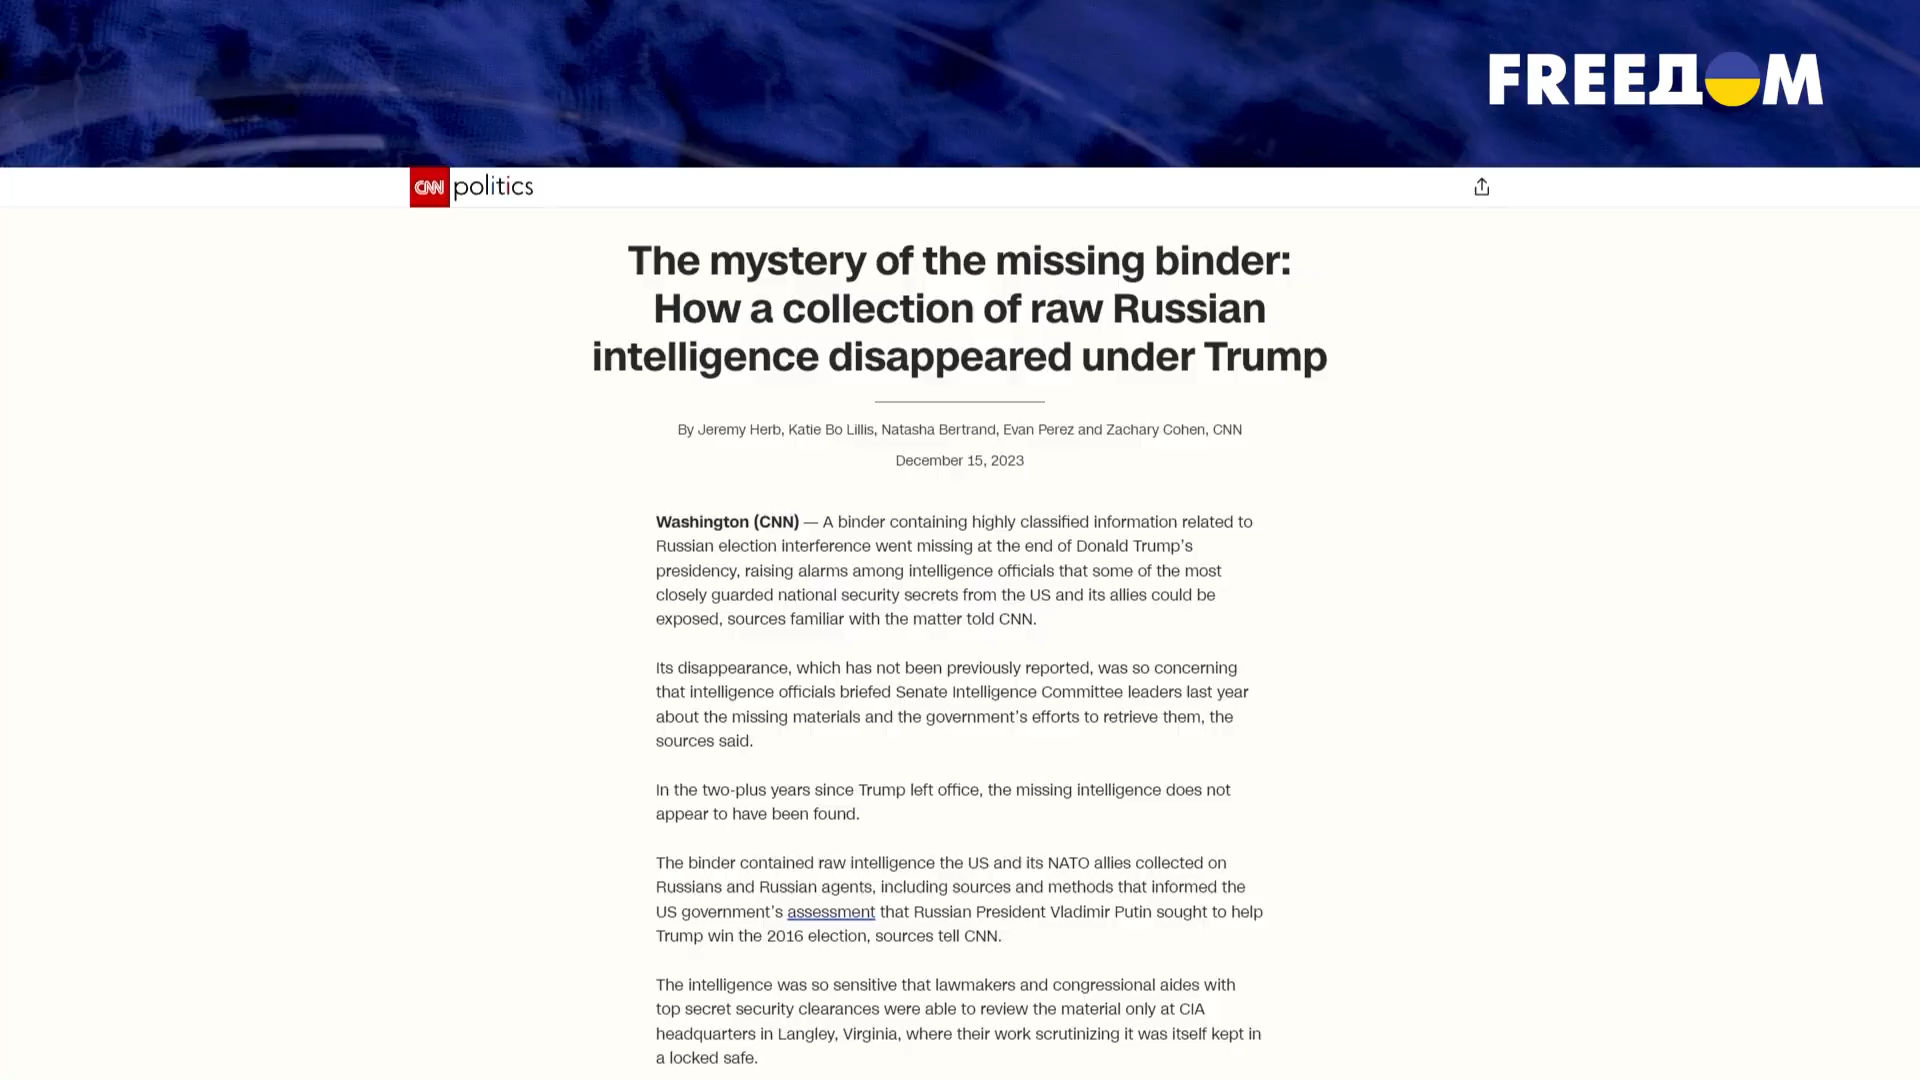 FREEДOM
CNN politics
The mystery of the missing binder:
How a collection of raw Russian
intelligence disappeared under Trump
By Jeremy Herb, Katie Bo Lillis, Natasha Bertrand, Evan Perez and Zachary Cohen, CNN
December 15, 2023
Washington (CNN) — A binder containing highly classified information related to
Russian election interference went missing at the end of Donald Trump’s
presidency, raising alarms among intelligence officials that some of the most
closely guarded national security secrets from the US and its allies could be
exposed, sources familiar with the matter told CNN.
Its disappearance, which has not been previously reported, was so concerning
that intelligence officials briefed Senate Intelligence Committee leaders last year
about the missing materials and the government’s efforts to retrieve them, the
sources said.
In the two-plus years since Trump left office, the missing intelligence does not
appear to have been found.
The binder contained raw intelligence the US and its NATO allies collected on
Russians and Russian agents, including sources and methods that informed the
US government’s assessment that Russian President Vladimir Putin sought to help
Trump win the 2016 election, sources tell CNN.
The intelligence was so sensitive that lawmakers and congressional aides with
top secret security clearances were able to review the material only at CIA
headquarters in Langley, Virginia, where their work scrutinizing it was itself kept in
a locked safe.